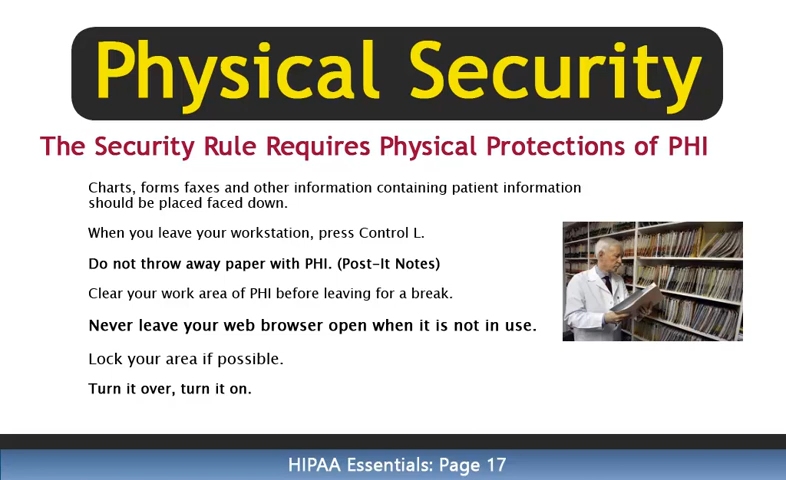 Physical Security
The Security Rule Requires Physical Protections of PHI
Charts, forms faxes and other information containing patient information
should be placed faced down.
When you leave your workstation, press Control L.
Do not throw away paper with PHI. (Post-It Notes)
Clear your work area of PHI before leaving for a break.
Never leave your web browser open when it is not in use.
Lock your area if possible.
Turn it over, turn it on.
HIPAA Essentials: Page 17